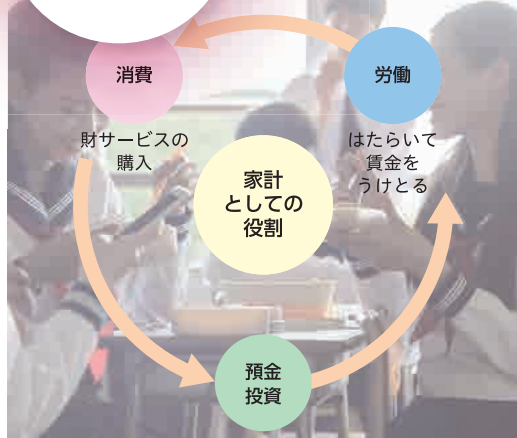 消費
労働
財サービスの
購入
はたらいて
賃金を
うけとる
家計
としての
役割
預金
投資